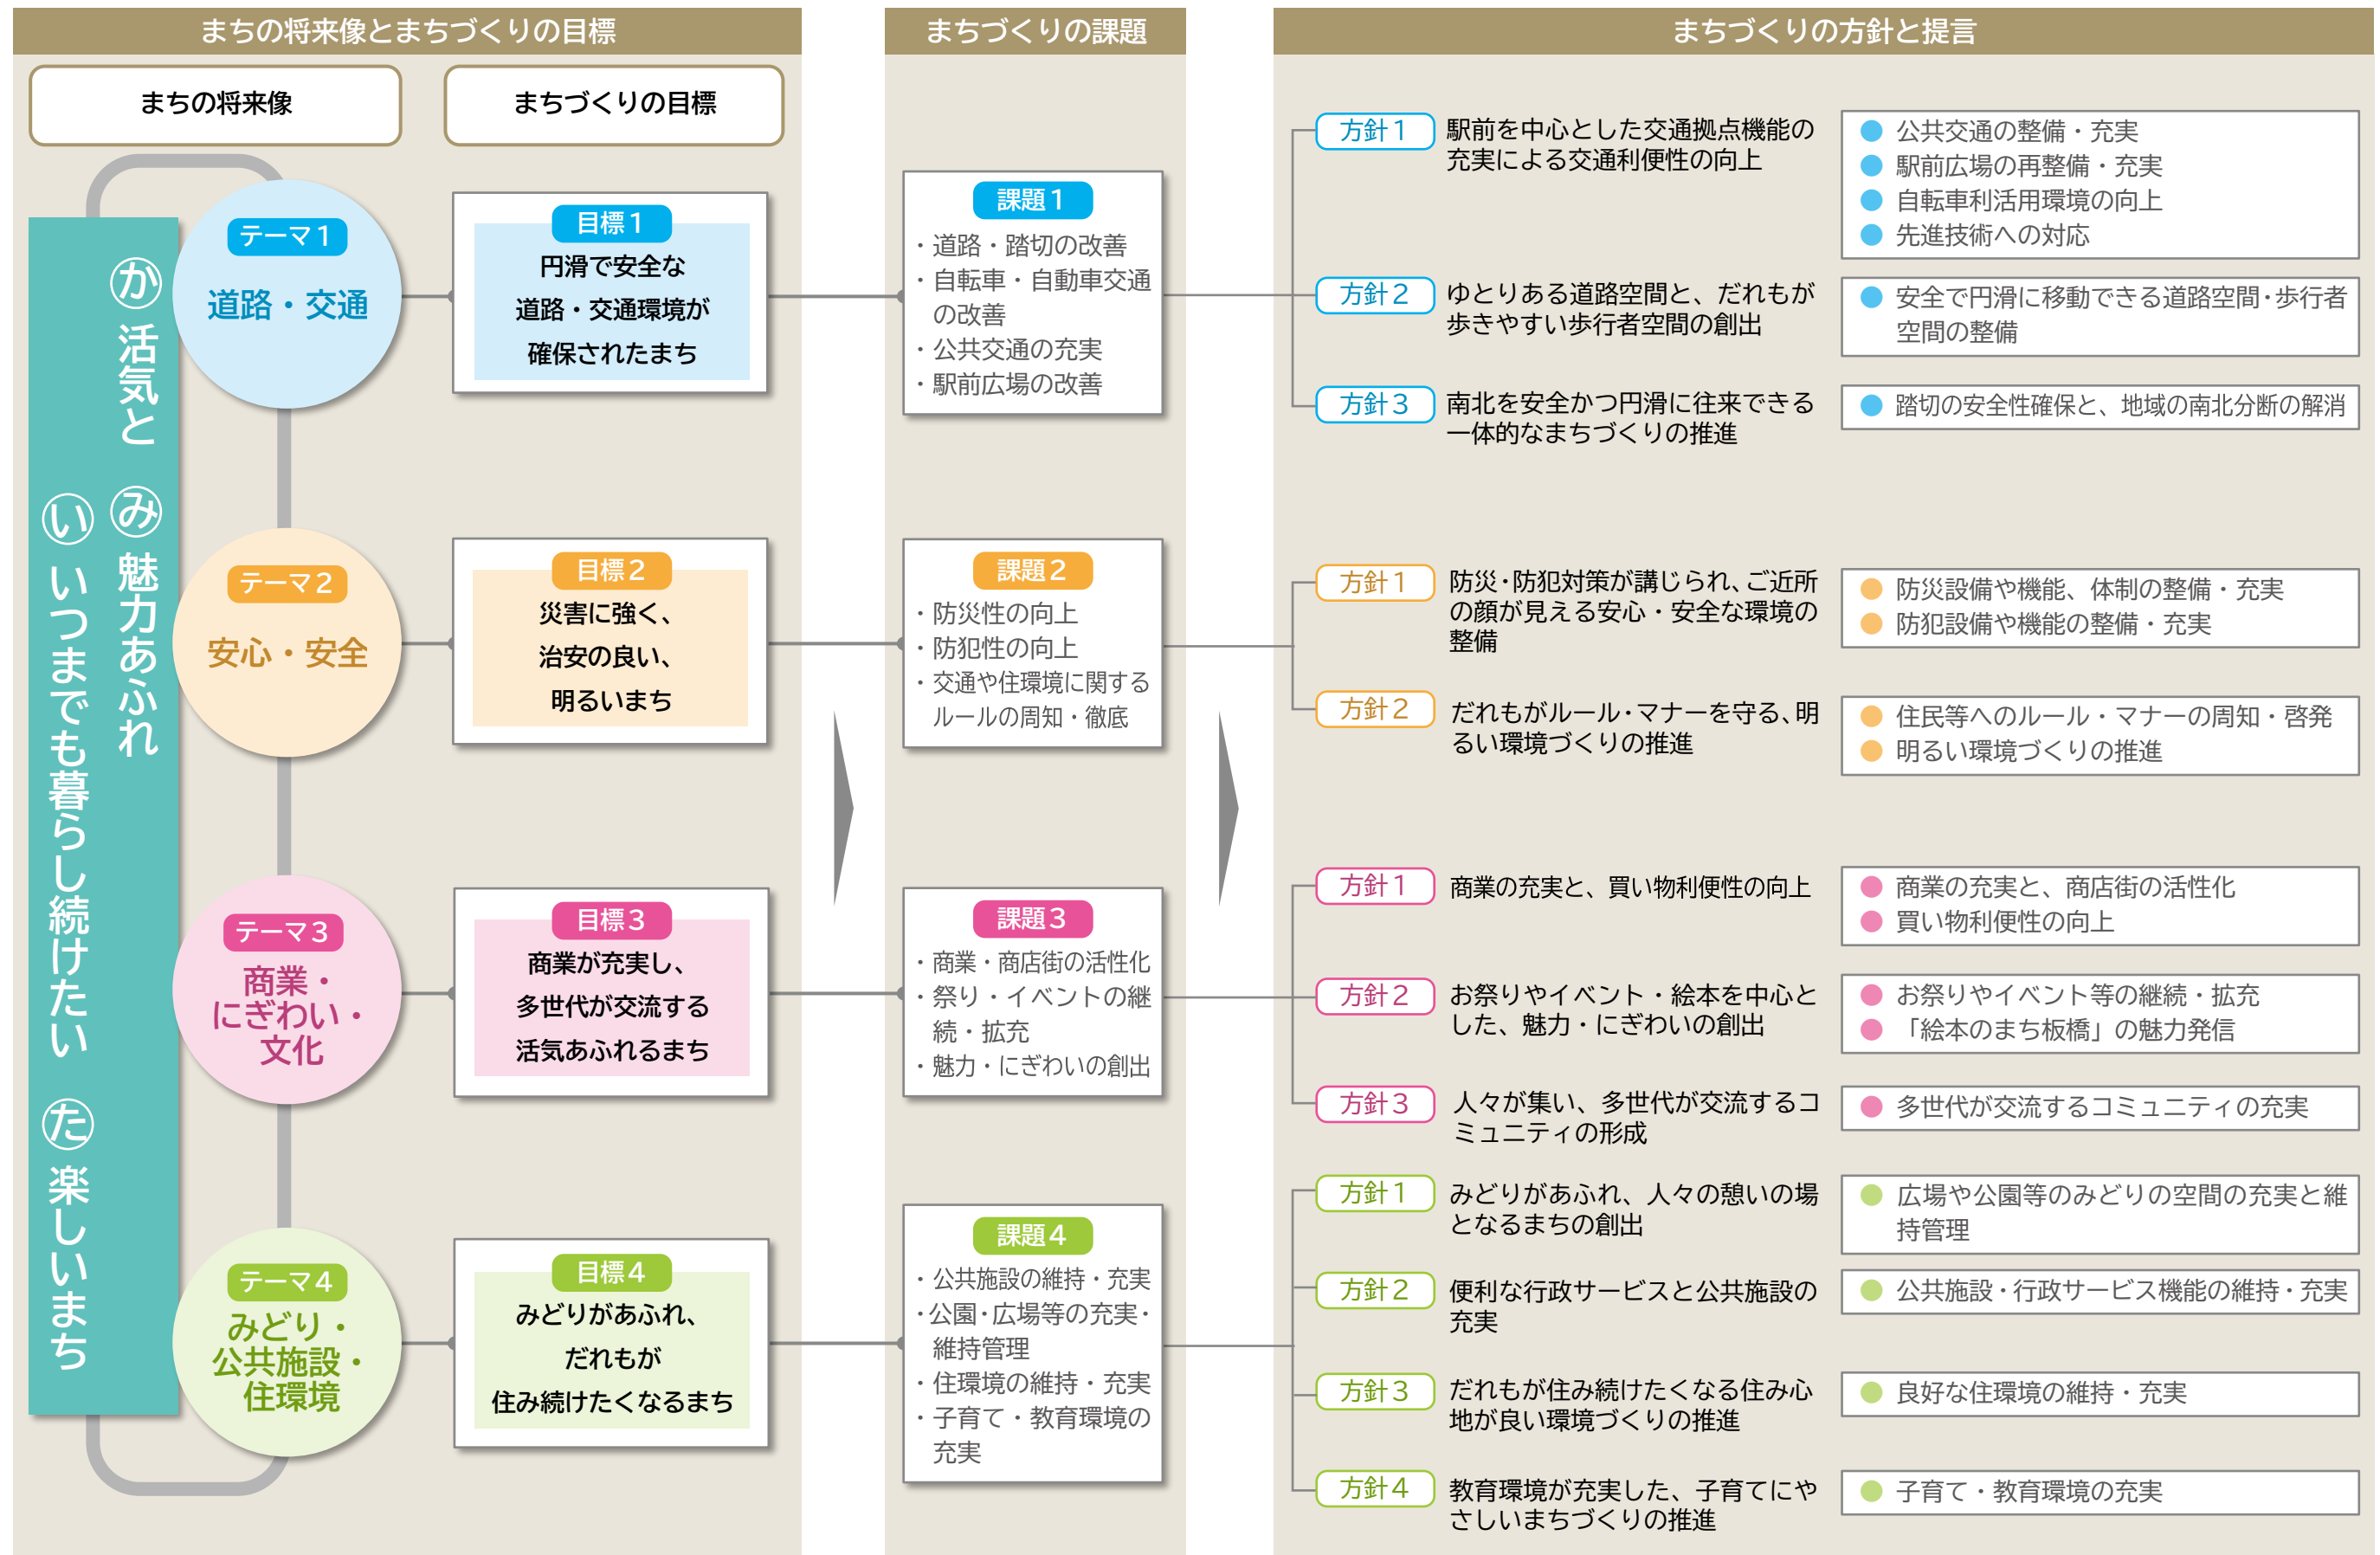 まちの将来像とまちづくりの目標
まちの将来像
まちづくりの目標
か 活気と み 魅力あふれ
い いつまでも暮らし続けたい た 楽しいまち
テーマ1
道路・交通
目標1
円滑で安全な
道路・交通環境が
確保されたまち
テーマ2
安心・安全
目標2
災害に強く、
治安の良い、
明るいまち
テーマ3
商業・
にぎわい・
文化
目標3
商業が充実し、
多世代が交流する
活気あふれるまち
テーマ4
みどり・
公共施設・
住環境
目標4
みどりがあふれ、
だれもが
住み続けたくなるまち
まちづくりの課題
課題1
・道路・踏切の改善
・自転車・自動車交通
の改善
・公共交通の充実
・駅前広場の改善
課題2
・防災性の向上
・防犯性の向上
・交通や住環境に関する
ルールの周知・徹底
課題3
・商業・商店街の活性化
・祭り・イベントの継
続・拡充
・魅力・にぎわいの創出
課題4
・公共施設の維持・充実
・公園・広場等の充実・
維持管理
・住環境の維持・充実
・子育て・教育環境の
充実
まちづくりの方針と提言
方針1
駅前を中心とした交通拠点機能の
充実による交通利便性の向上
● 公共交通の整備・充実
● 駅前広場の再整備・充実
● 自転車利活用環境の向上
● 先進技術への対応
方針2
ゆとりある道路空間と、だれもが
歩きやすい歩行者空間の創出
● 安全で円滑に移動できる道路空間・歩行者
空間の整備
方針3
南北を安全かつ円滑に往来できる
一体的なまちづくりの推進
● 踏切の安全性確保と、地域の南北分断の解消
方針1
防災・防犯対策が講じられ、ご近所
の顔が見える安心・安全な環境の
整備
● 防災設備や機能、体制の整備・充実
● 防犯設備や機能の整備・充実
方針2
だれもがルール・マナーを守る、明
るい環境づくりの推進
● 住民等へのルール・マナーの周知・啓発
● 明るい環境づくりの推進
方針1
商業の充実と、買い物利便性の向上
● 商業の充実と、商店街の活性化
● 買い物利便性の向上
方針2
お祭りやイベント・絵本を中心と
した、魅力・にぎわいの創出
● お祭りやイベント等の継続・拡充
● 「絵本のまち板橋」の魅力発信
方針3
人々が集い、多世代が交流するコ
ミュニティの形成
● 多世代が交流するコミュニティの充実
方針1
みどりがあふれ、人々の憩いの場
となるまちの創出
● 広場や公園等のみどりの空間の充実と維
持管理
方針2
便利な行政サービスと公共施設の
充実
● 公共施設・行政サービス機能の維持・充実
方針3
だれもが住み続けたくなる住み心
地が良い環境づくりの推進
● 良好な住環境の維持・充実
方針4
教育環境が充実した、子育てにや
さしいまちづくりの推進
● 子育て・教育環境の充実